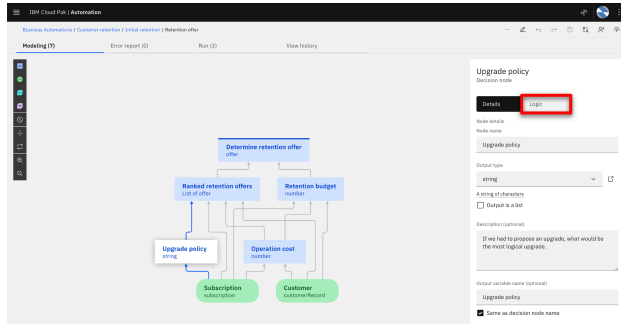 IBM Cloud Pak | Automation
Business Automations / Customer retention / Initial retention / Retention offer
Modeling (7)
Error report (0)
Run (3)
View history
Determine retention offer
offer
Ranked retention offers
List of offer
Retention budget
number
Upgrade policy
string
Operation cost
number
Subscription
subscription
Customer
customerRecord
Upgrade policy
Decision node
Details
Logic
Node details
Node name
Upgrade policy
Output type
string
A string of characters
Output is a list
Description (optional)
If we had to propose an upgrade, what would be
the most logical upgrade.
Output variable name (optional)
Upgrade policy
Same as decision node name